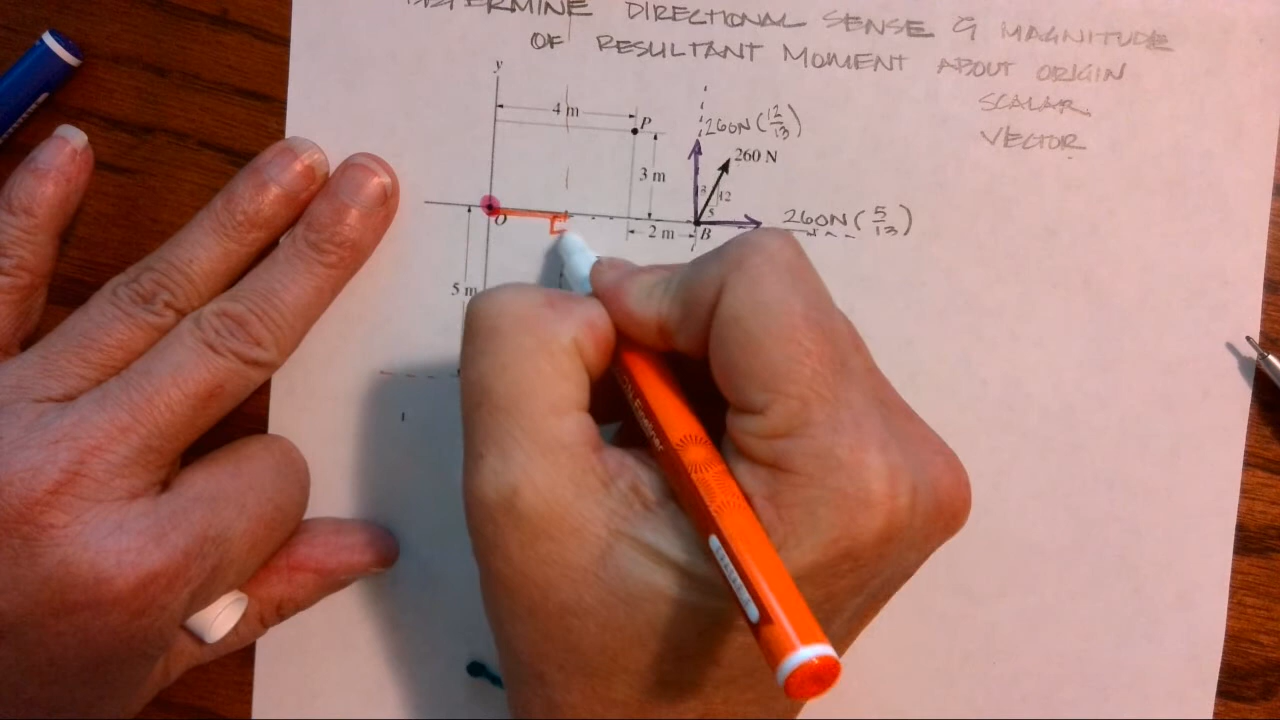 DETERMINE DIRECTIONAL SENSE & MAGNITUDE
OF RESULTANT MOMENT ABOUT ORIGIN
SCALAR
VECTOR
y
4 m
P
260N (12/13)
260 N
3 m
13
12
5
O
2 m
B
260N (5/13)
5 m